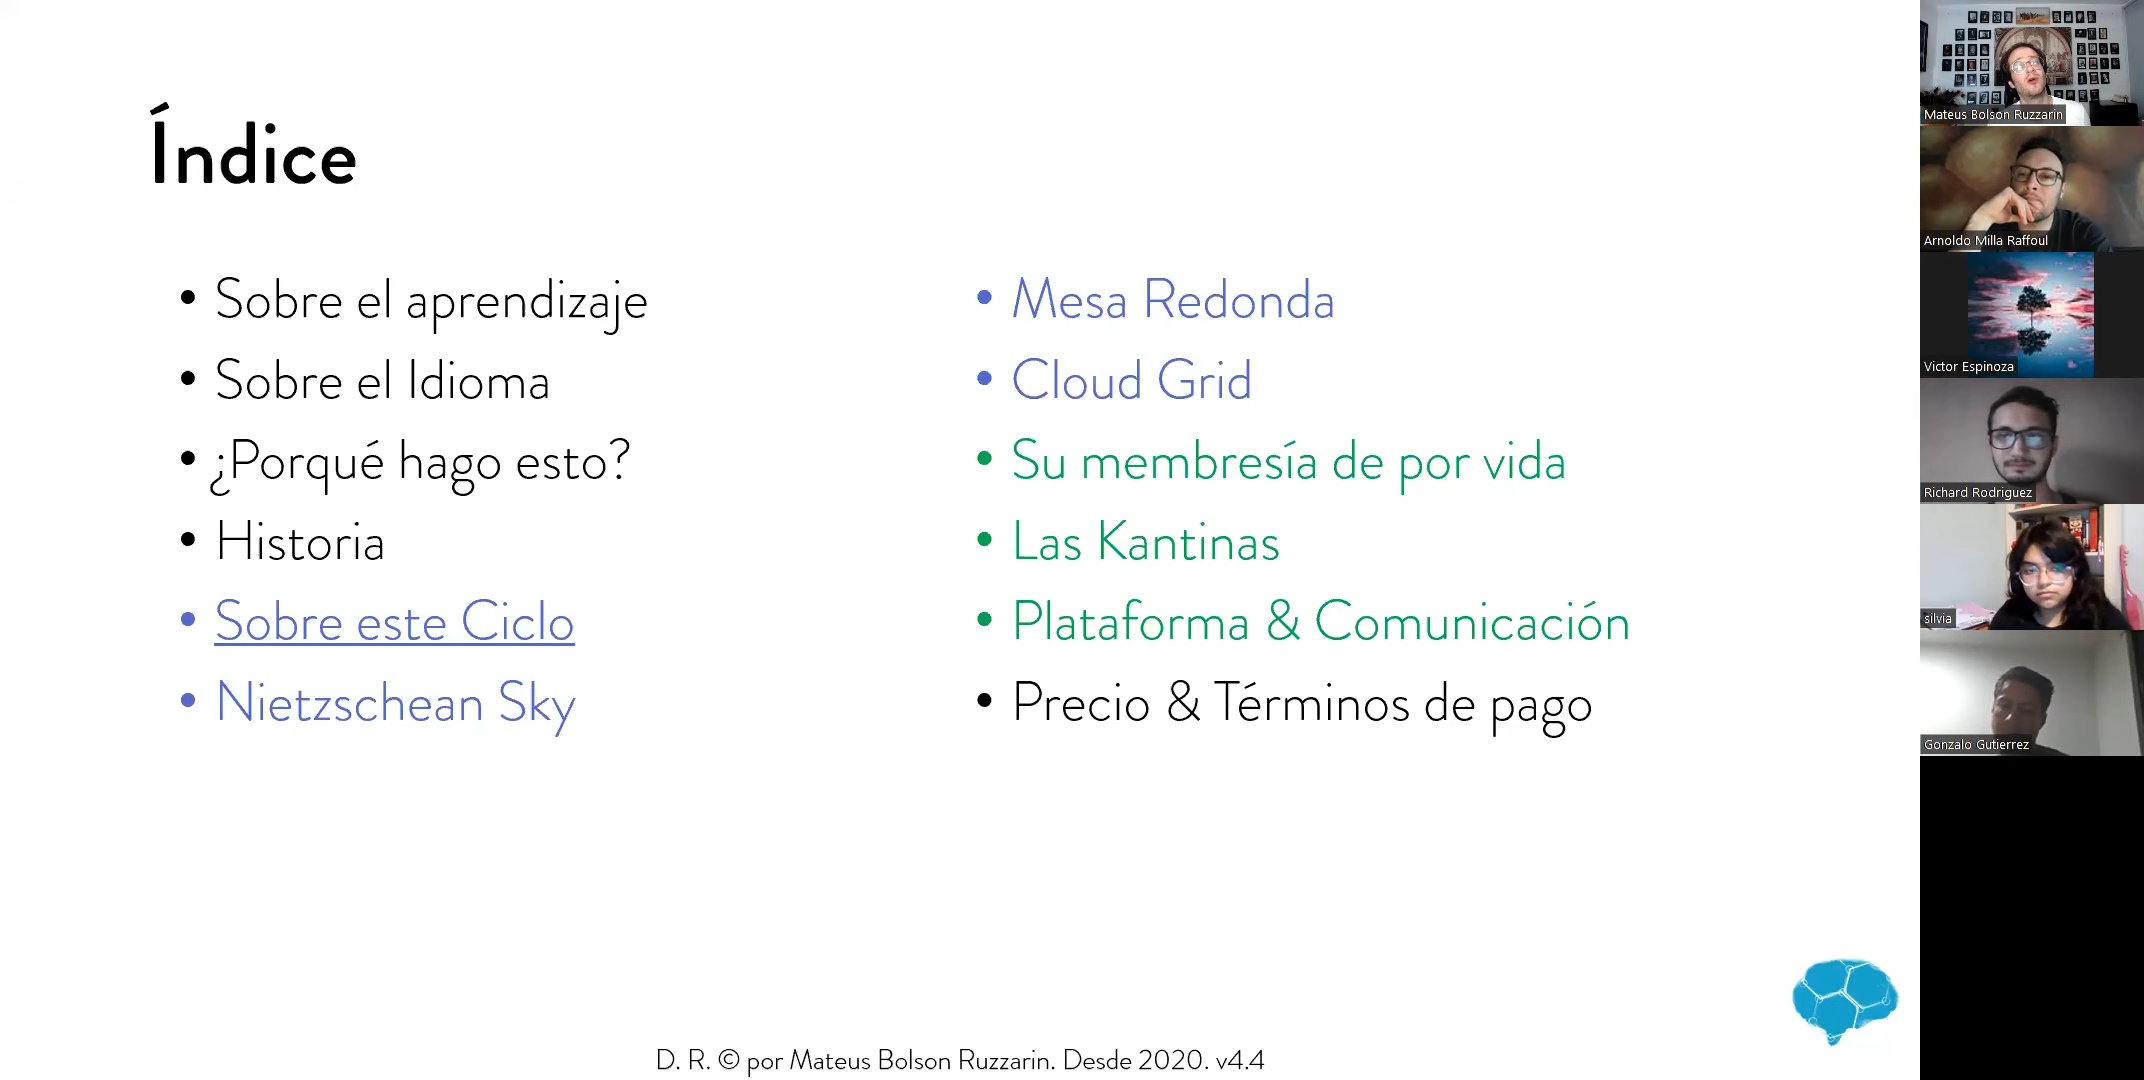 Índice
• Sobre el aprendizaje
• Sobre el Idioma
• ¿Porqué hago esto?
• Historia
• Sobre este Ciclo
• Nietzschean Sky
• Mesa Redonda
• Cloud Grid
• Su membresía de por vida
• Las Kantinas
• Plataforma & Comunicación
• Precio & Términos de pago
D. R. © por Mateus Bolson Ruzzarin. Desde 2020. v4.4
Mateus Bolson Ruzzarin
Arnoldo Milla Raffoul
Victor Espinoza
Richard Rodriguez
silvia
Gonzalo Gutierrez